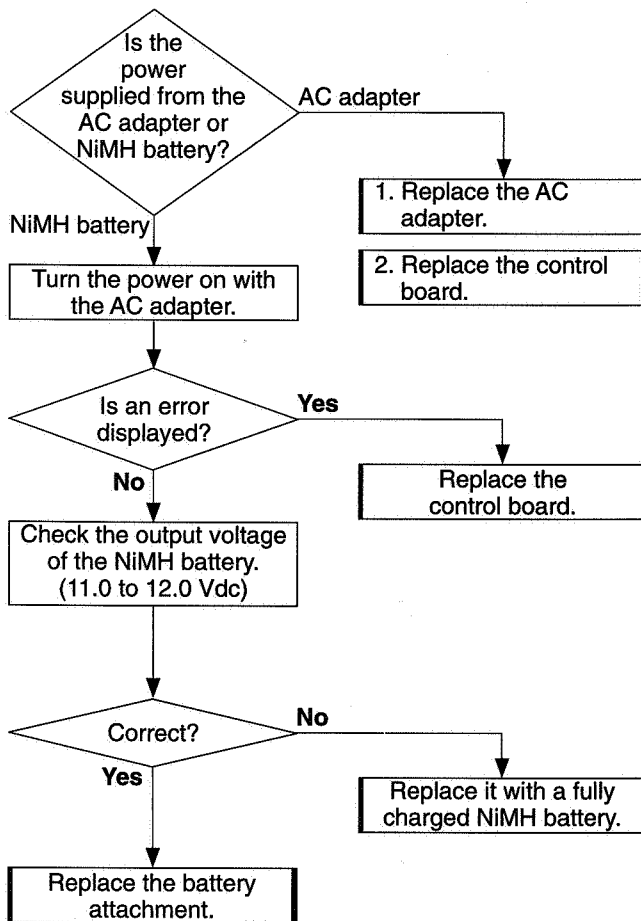 Is the
power
supplied from the
AC adapter or
NiMH battery?
AC adapter
1. Replace the AC
adapter.
NiMH battery
2. Replace the control
board.
Turn the power on with
the AC adapter.
Is an error
displayed?
Yes
No
Replace the
control board.
Check the output voltage
of the NiMH battery.
(11.0 to 12.0 Vdc)
Correct?
No
Yes
Replace it with a fully
charged NiMH battery.
Replace the battery
attachment.